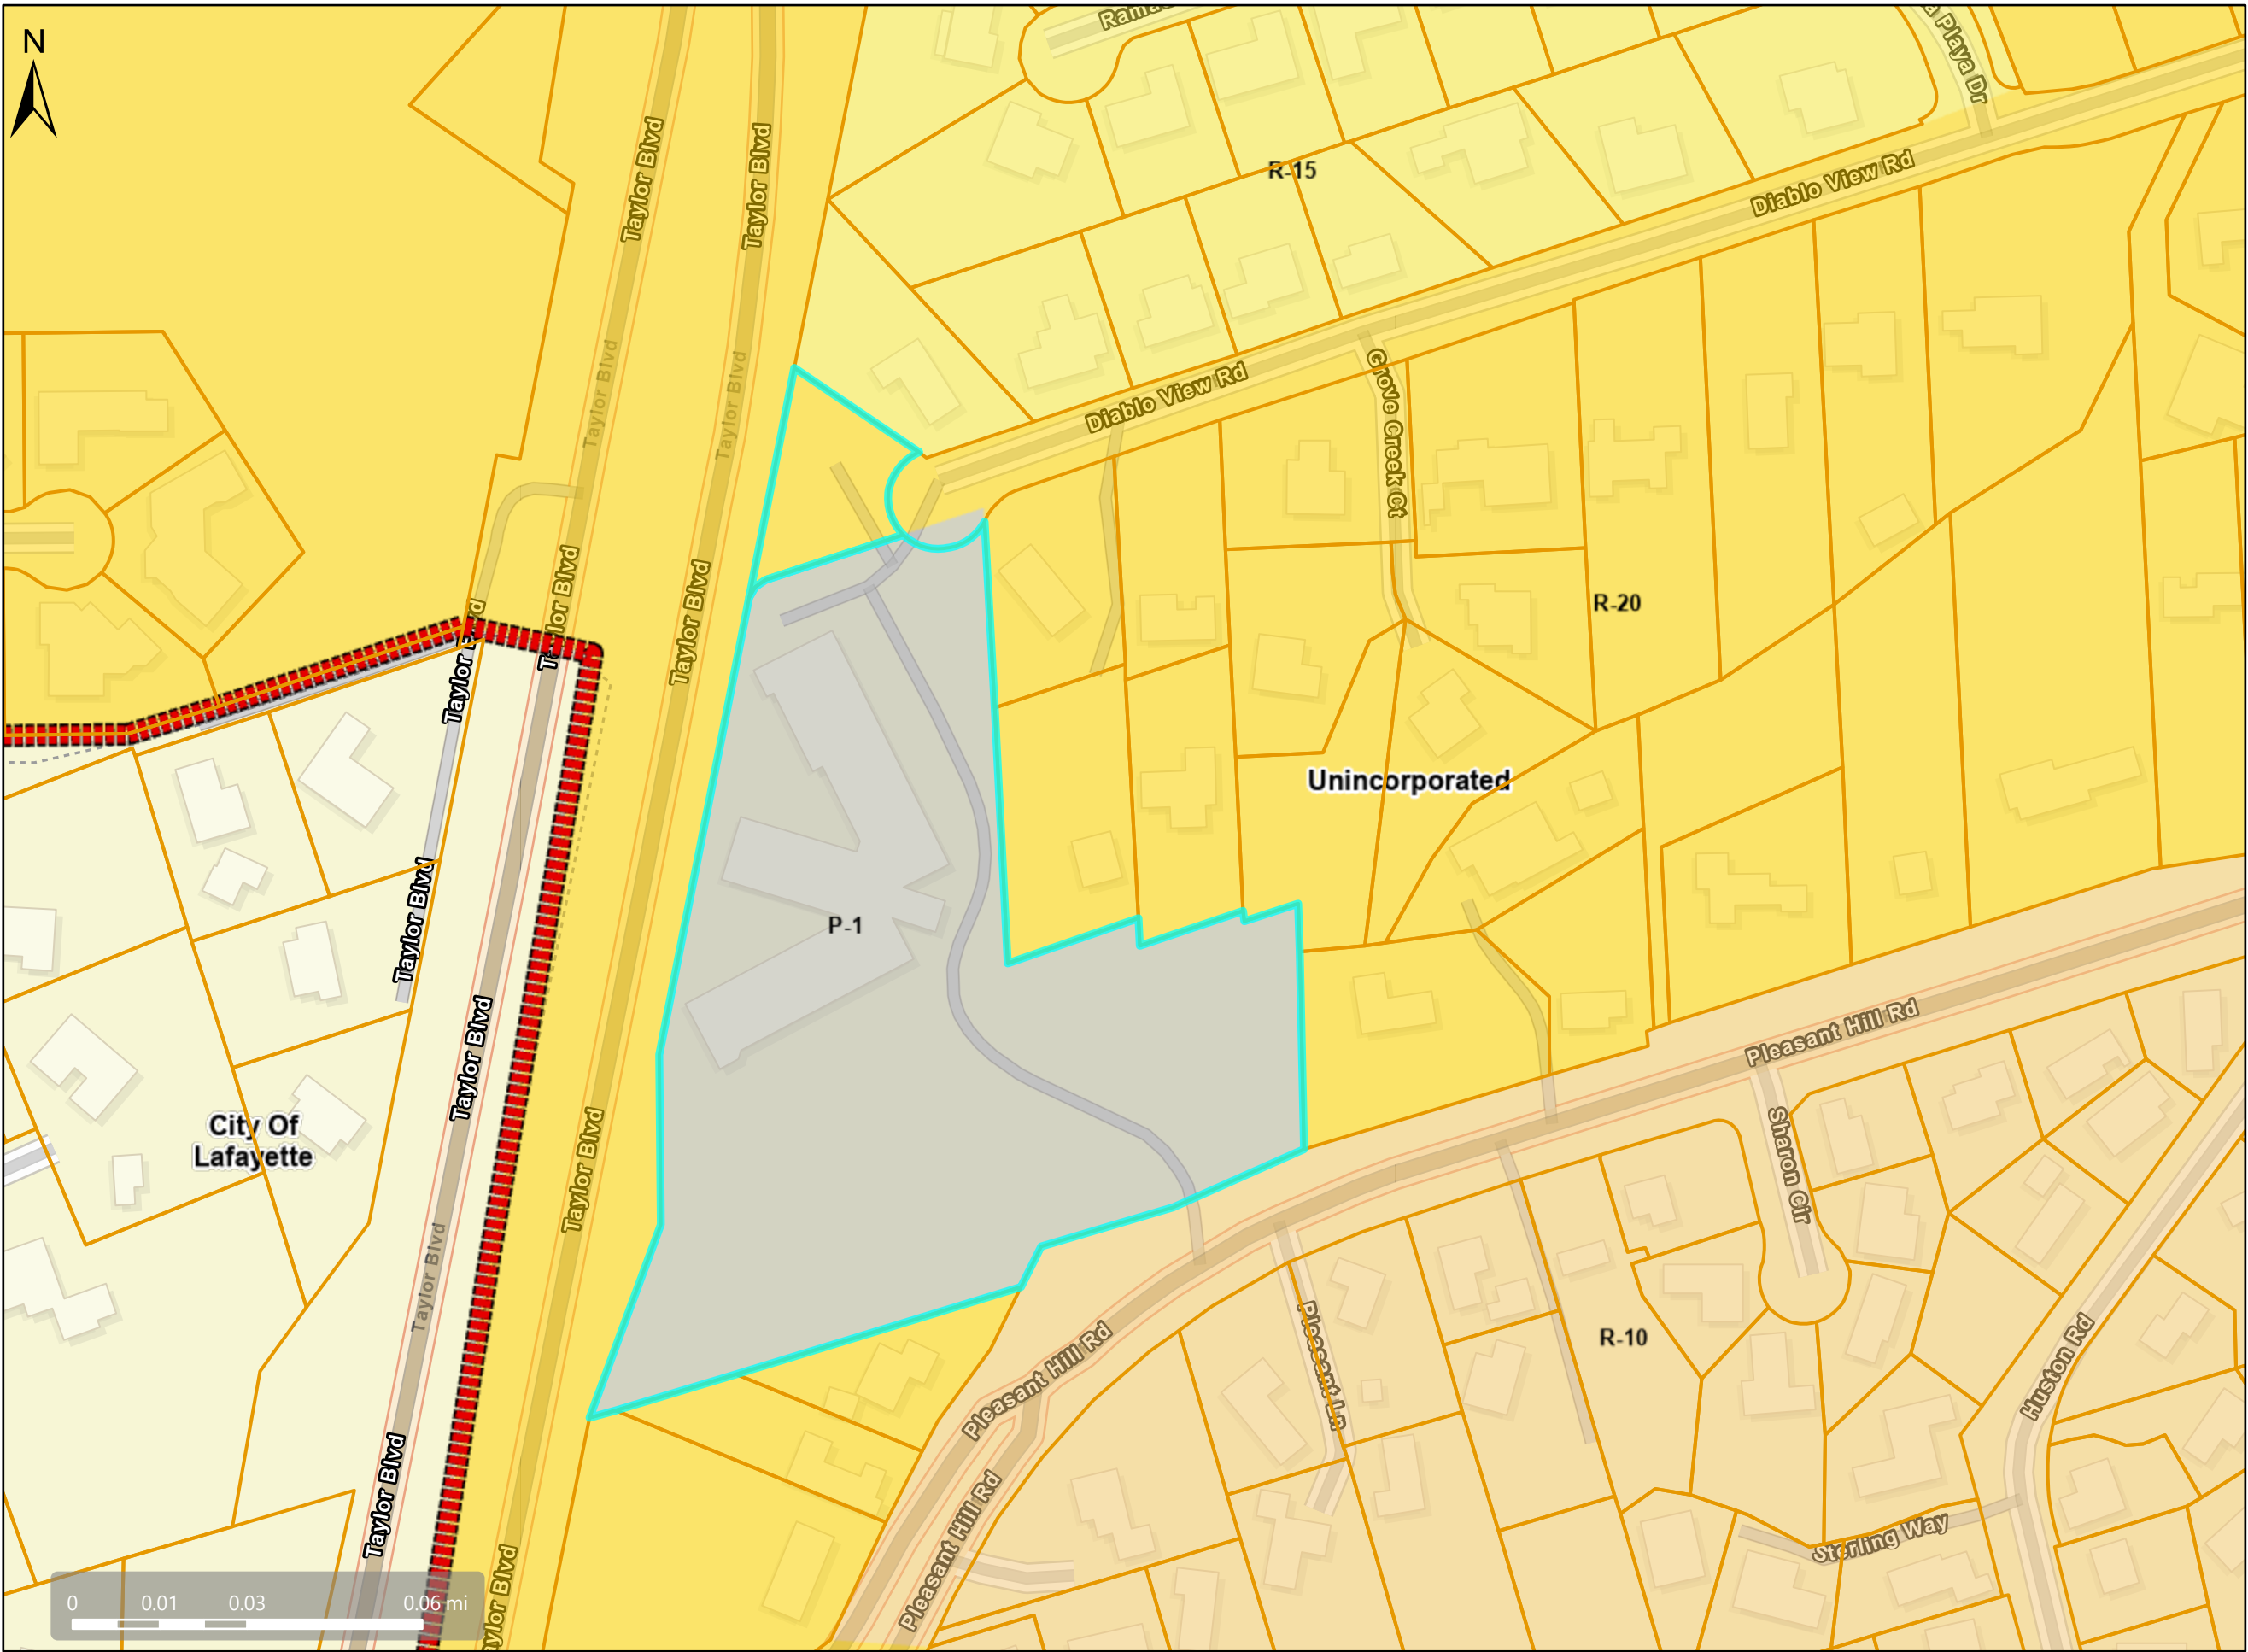 N
Taylor Blvd
Taylor Blvd
R-15
Diablo View Rd
Taylor Blvd
Taylor Blvd
Diablo View Rd
Grove Creek Ct
Taylor Blvd
Taylor Blvd
R-20
Taylor Blvd
Unincorporated
Taylor Blvd
P-1
Taylor Blvd
Pleasant Hill Rd
City Of
Lafayette
Taylor Blvd
Sharon Cir
Taylor Blvd
Pleasant Ln
R-10
Pleasant Hill Rd
Huston Rd
Taylor Blvd
Pleasant Hill Rd
Sterling Way
0 0.01 0.03 0.06 mi